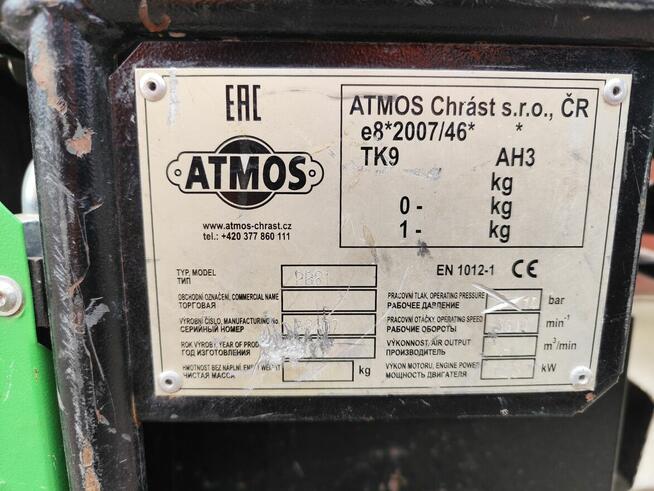 EAC
ATMOS
www.atmos-chrast.cz
tel.: +420 377 860 111
ATMOS Chrást s.r.o., ČR
e8*2007/46* *
TK9 AH3
kg
0 - kg
1 - kg
EN 1012-1 CE
TYP, MODEL
ТИП
OBCHODNÍ OZNAČENÍ, COMMERCIAL NAME
ТОРГОВАЯ
VÝROBNÍ ČÍSLO, MANUFACTURING No.
СЕРИЙНЫЙ НОМЕР
ROK VÝROBY, YEAR OF PRODUC
ГОД ИЗГОТОВЛЕНИЯ
HMOTNOST BEZ NÁPLNÍ, EMPTY WEIGHT
ЧИСТАЯ МАССА
kg
PRACOVNÍ TLAK, OPERATING PRESSURE
РАБОЧЕЕ ДАВЛЕНИЕ
bar
PRACOVNÍ OTÁČKY, OPERATING SPEED
РАБОЧИЕ ОБОРОТЫ
min⁻¹
VÝKONNOST, AIR OUTPUT
ПРОИЗВОДИТЕЛЬ
m³/min
VÝKON MOTORU, ENGINE POWER
МОЩНОСТЬ ДВИГАТЕЛЯ
kW